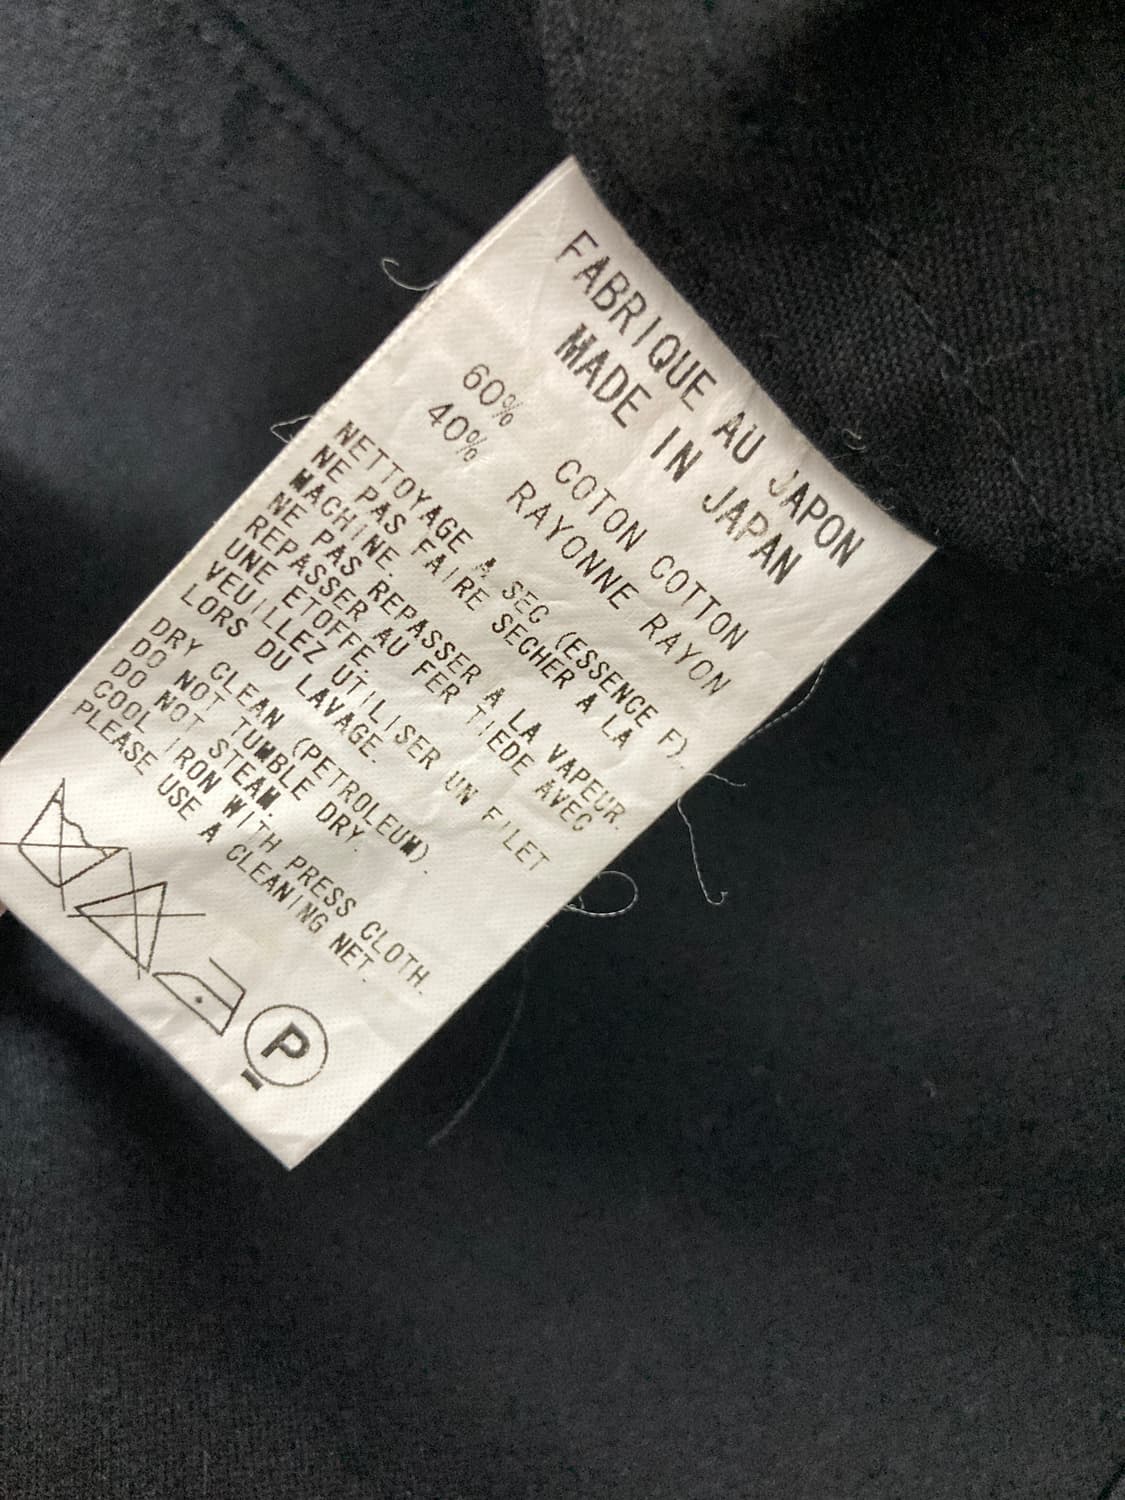 FABRIQUE AU JAPON
MADE IN JAPAN
60% COTON COTTON
40% RAYONNE RAYON
NETTOYAGE A SEC (ESSENCE F).
NE PAS FAIRE SECHER A LA
MACHINE.
NE PAS REPASSER A LA VAPEUR.
REPASSER AU FER TIEDE AVEC
UNE ETOFFE.
VEUILLEZ UTILISER UN FILET
LORS DU LAVAGE.
DRY CLEAN (PETROLEUM).
DO NOT TUMBLE DRY.
DO NOT STEAM.
COOL IRON WITH PRESS CLOTH.
PLEASE USE A CLEANING NET.
P